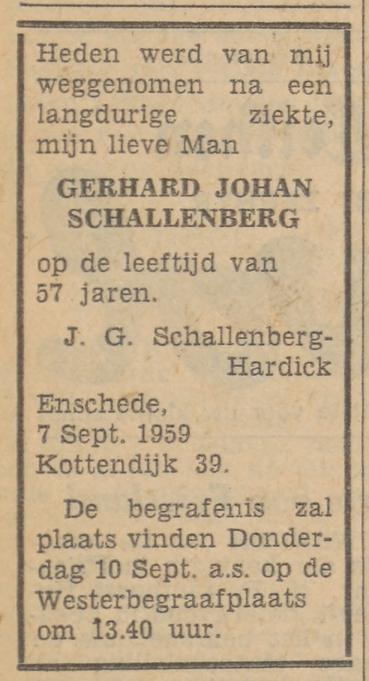 Heden werd van mij
weggenomen na een
langdurige ziekte,
mijn lieve Man
GERHARD JOHAN
SCHALLENBERG
op de leeftijd van
57 jaren.
J. G. Schallenberg-
Hardick
Enschede,
7 Sept. 1959
Kottendijk 39.
De begrafenis zal
plaats vinden Donder-
dag 10 Sept. a.s. op de
Westerbegraafplaats
om 13.40 uur.